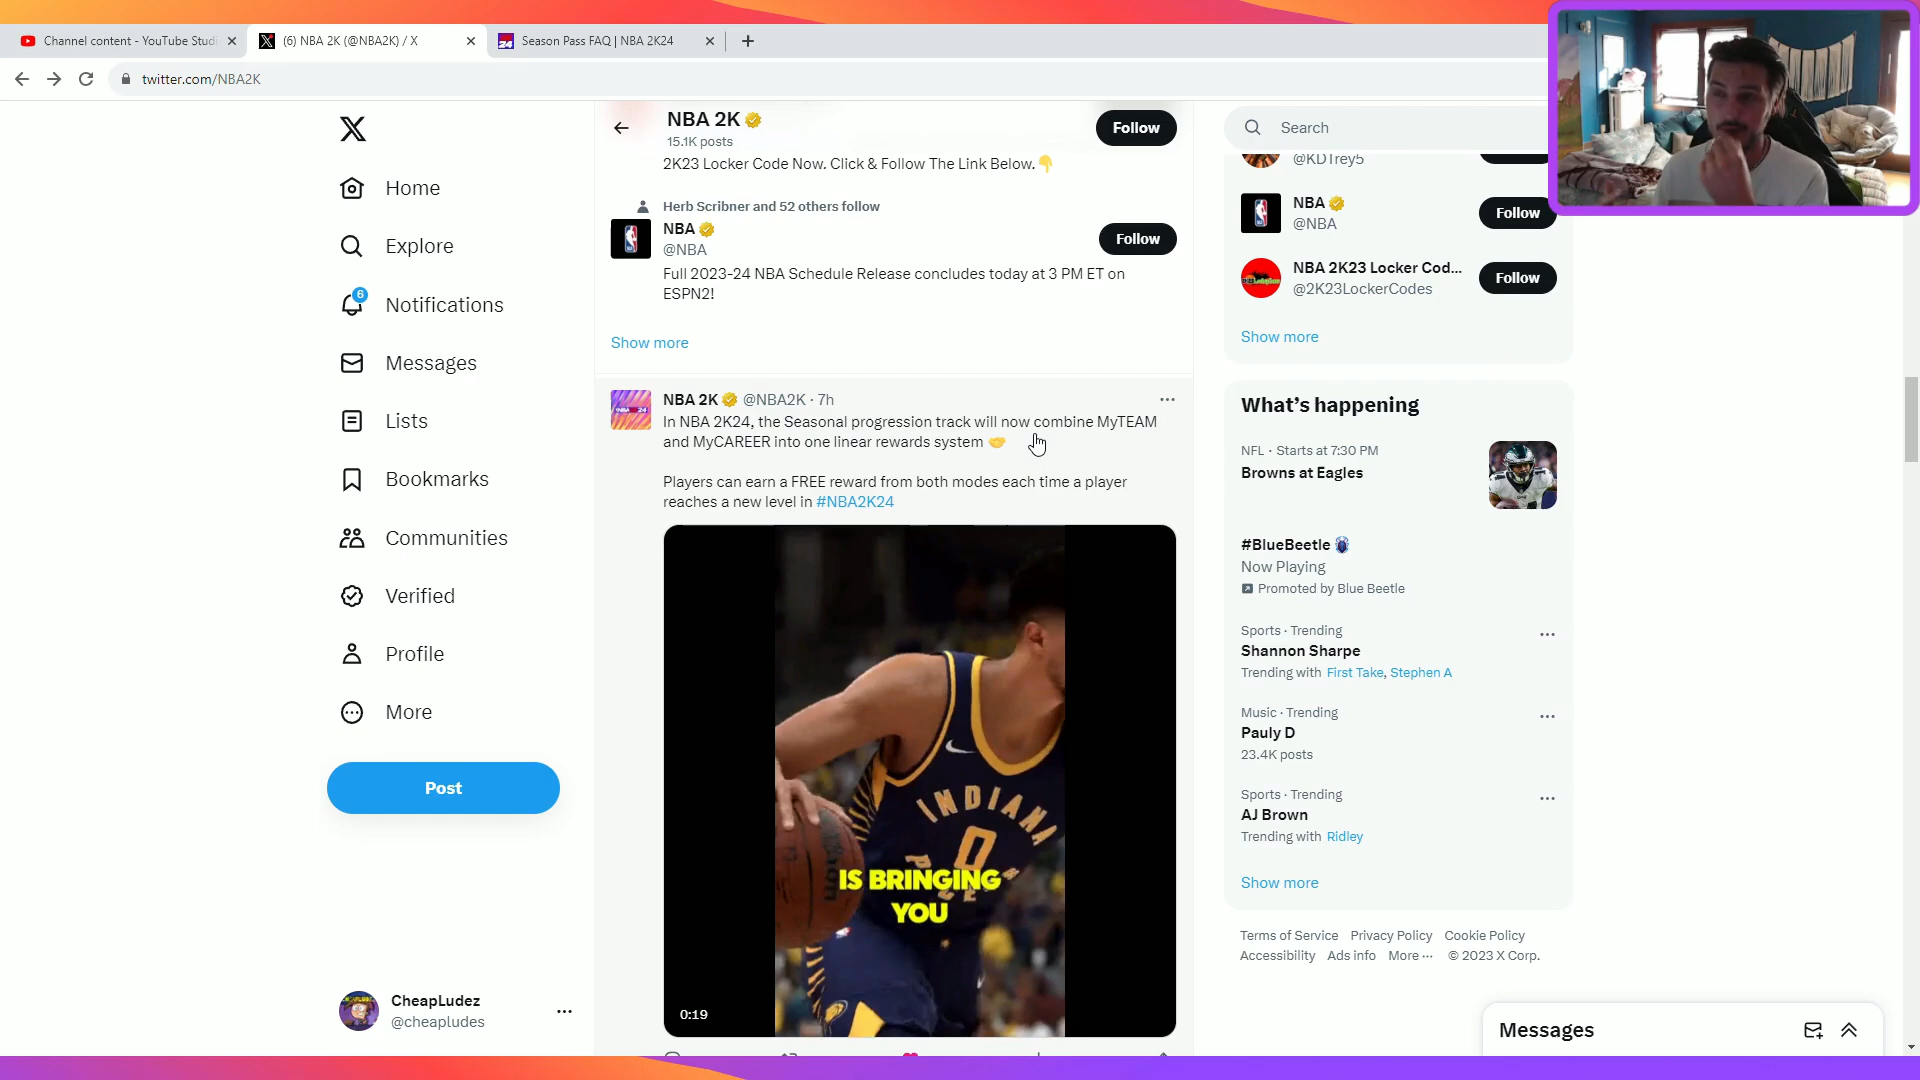 Channel content - YouTube Studi
(6) NBA 2K (@NBA2K) / X
Season Pass FAQ | NBA 2K24
twitter.com/NBA2K
Home
Explore
6
Notifications
Messages
Lists
Bookmarks
Communities
Verified
Profile
More
Post
CheapLudez
@cheapludes
NBA 2K
15.1K posts
Follow
2K23 Locker Code Now. Click & Follow The Link Below.👇
Herb Scribner and 52 others follow
NBA
@NBA
Follow
Full 2023-24 NBA Schedule Release concludes today at 3 PM ET on
ESPN2!
Show more
NBA 2K @NBA2K · 7h
In NBA 2K24, the Seasonal progression track will now combine MyTEAM
and MyCAREER into one linear rewards system 🤝
Players can earn a FREE reward from both modes each time a player
reaches a new level in #NBA2K24
INDIANA
0
IS BRINGING
YOU
0:19
Search
@KDTrey5
NBA
@NBA
Follow
NBA 2K23 Locker Cod...
@2K23LockerCodes
Follow
Show more
What's happening
NFL · Starts at 7:30 PM
Browns at Eagles
#BlueBeetle
Now Playing
Promoted by Blue Beetle
Sports · Trending
Shannon Sharpe
Trending with First Take, Stephen A
Music · Trending
Pauly D
23.4K posts
Sports · Trending
AJ Brown
Trending with Ridley
Show more
Terms of Service Privacy Policy Cookie Policy
Accessibility Ads info More ··· © 2023 X Corp.
Messages